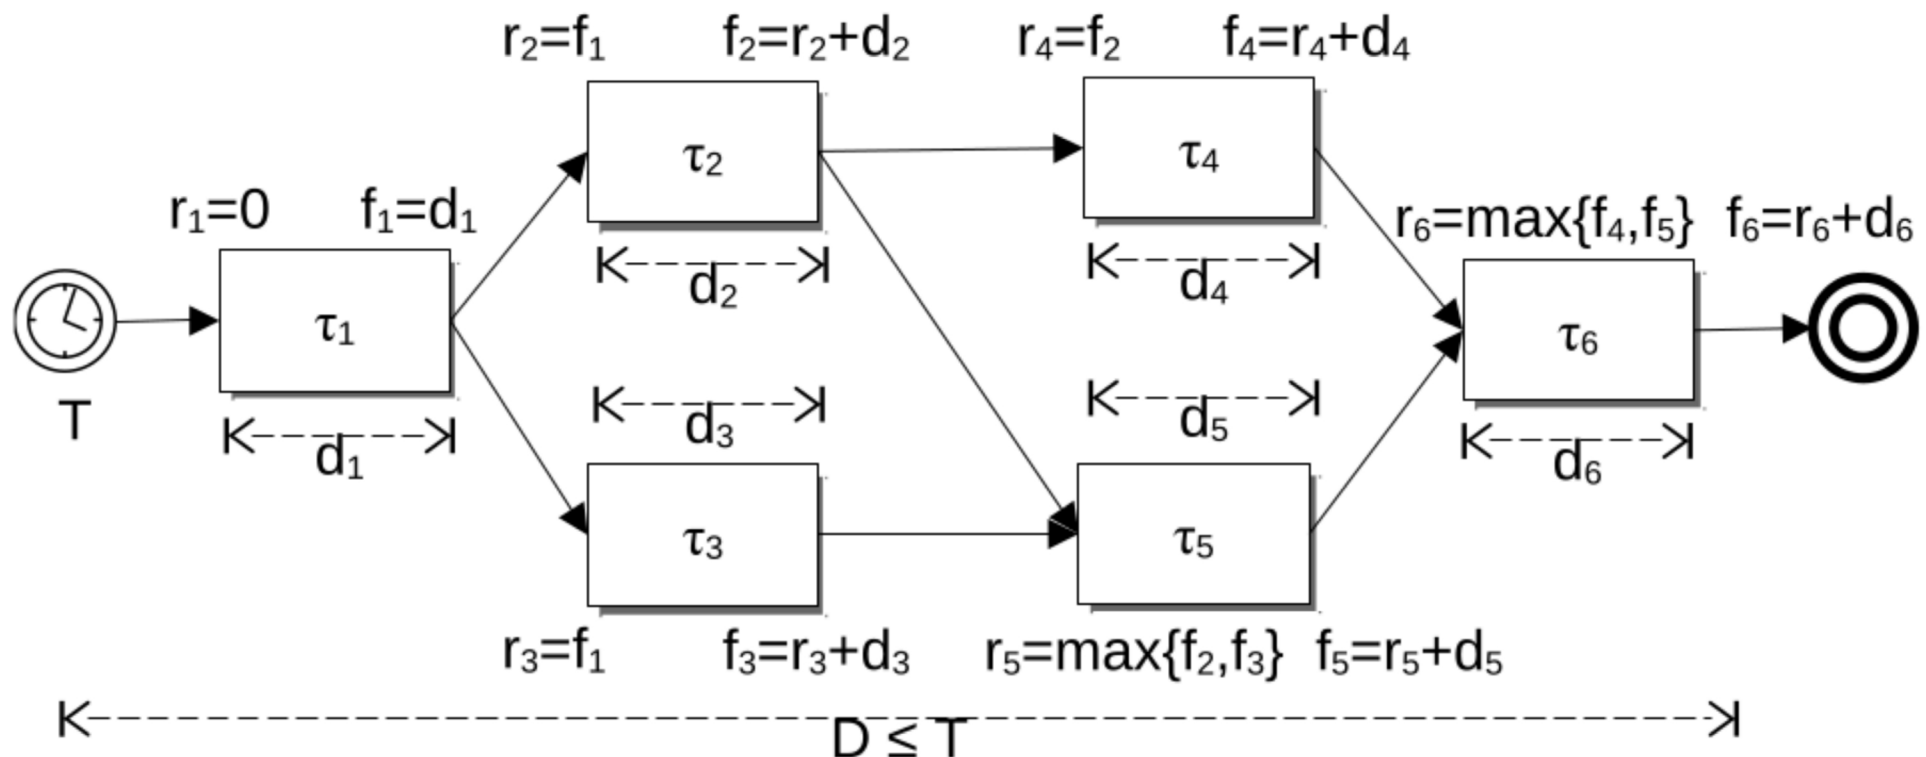 r₂=f₁ f₂=r₂+d₂ r₄=f₂ f₄=r₄+d₄
τ₂ τ₄
r₁=0 f₁=d₁ r₆=max{f₄,f₅} f₆=r₆+d₆
d₂ d₄
τ₁ τ₆
T
d₃ d₅
d₁ d₆
τ₃ τ₅
r₃=f₁ f₃=r₃+d₃ r₅=max{f₂,f₃} f₅=r₅+d₅
D ≤ T